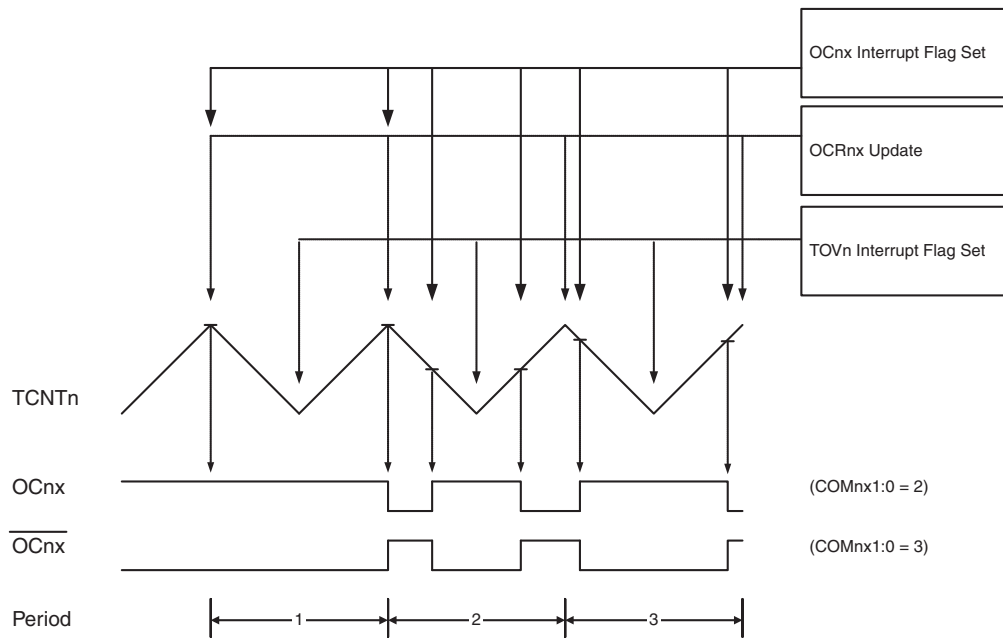 OCnx Interrupt Flag Set
OCRnx Update
TOVn Interrupt Flag Set
TCNTn
OCnx
(COMnx1:0 = 2)
OCnx
(COMnx1:0 = 3)
Period
1
2
3